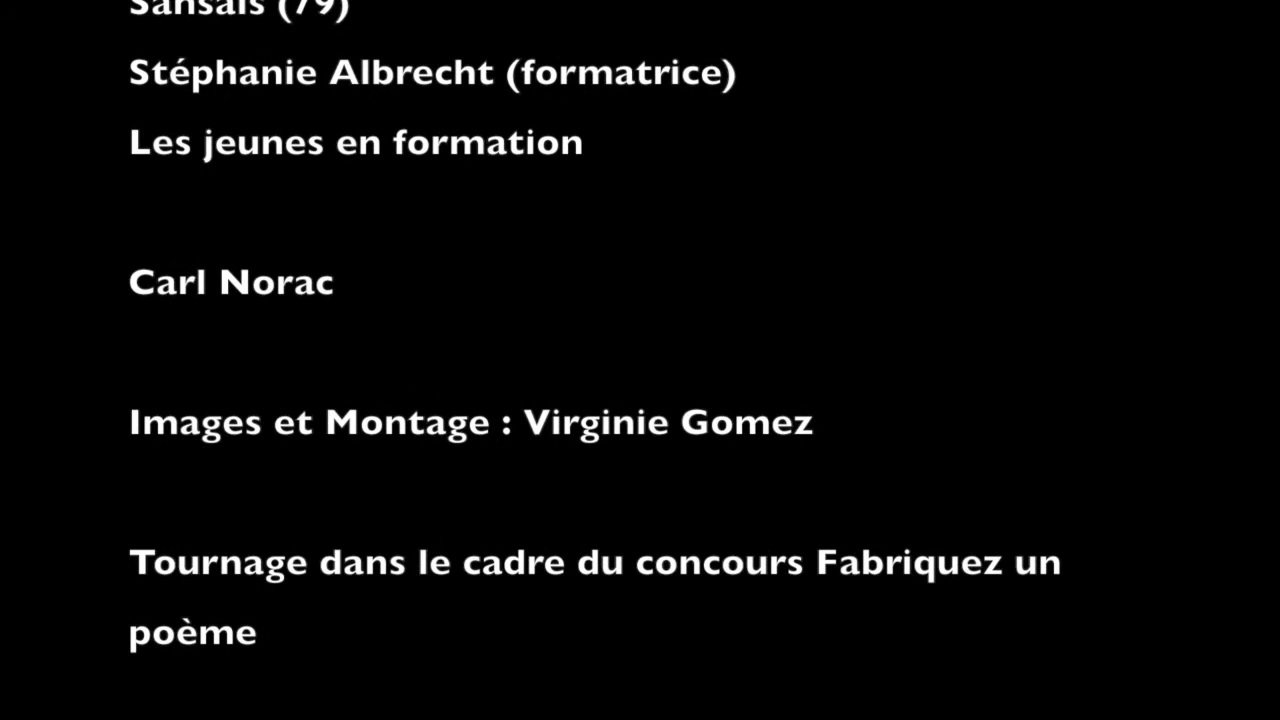 Sansais (79)
Stéphanie Albrecht (formatrice)
Les jeunes en formation
Carl Norac
Images et Montage : Virginie Gomez
Tournage dans le cadre du concours Fabriquez un
poème